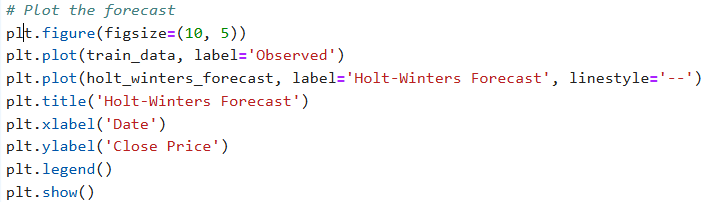 # Plot the forecast
plt.figure(figsize=(10, 5))
plt.plot(train_data, label='Observed')
plt.plot(holt_winters_forecast, label='Holt-Winters Forecast', linestyle='--')
plt.title('Holt-Winters Forecast')
plt.xlabel('Date')
plt.ylabel('Close Price')
plt.legend()
plt.show()